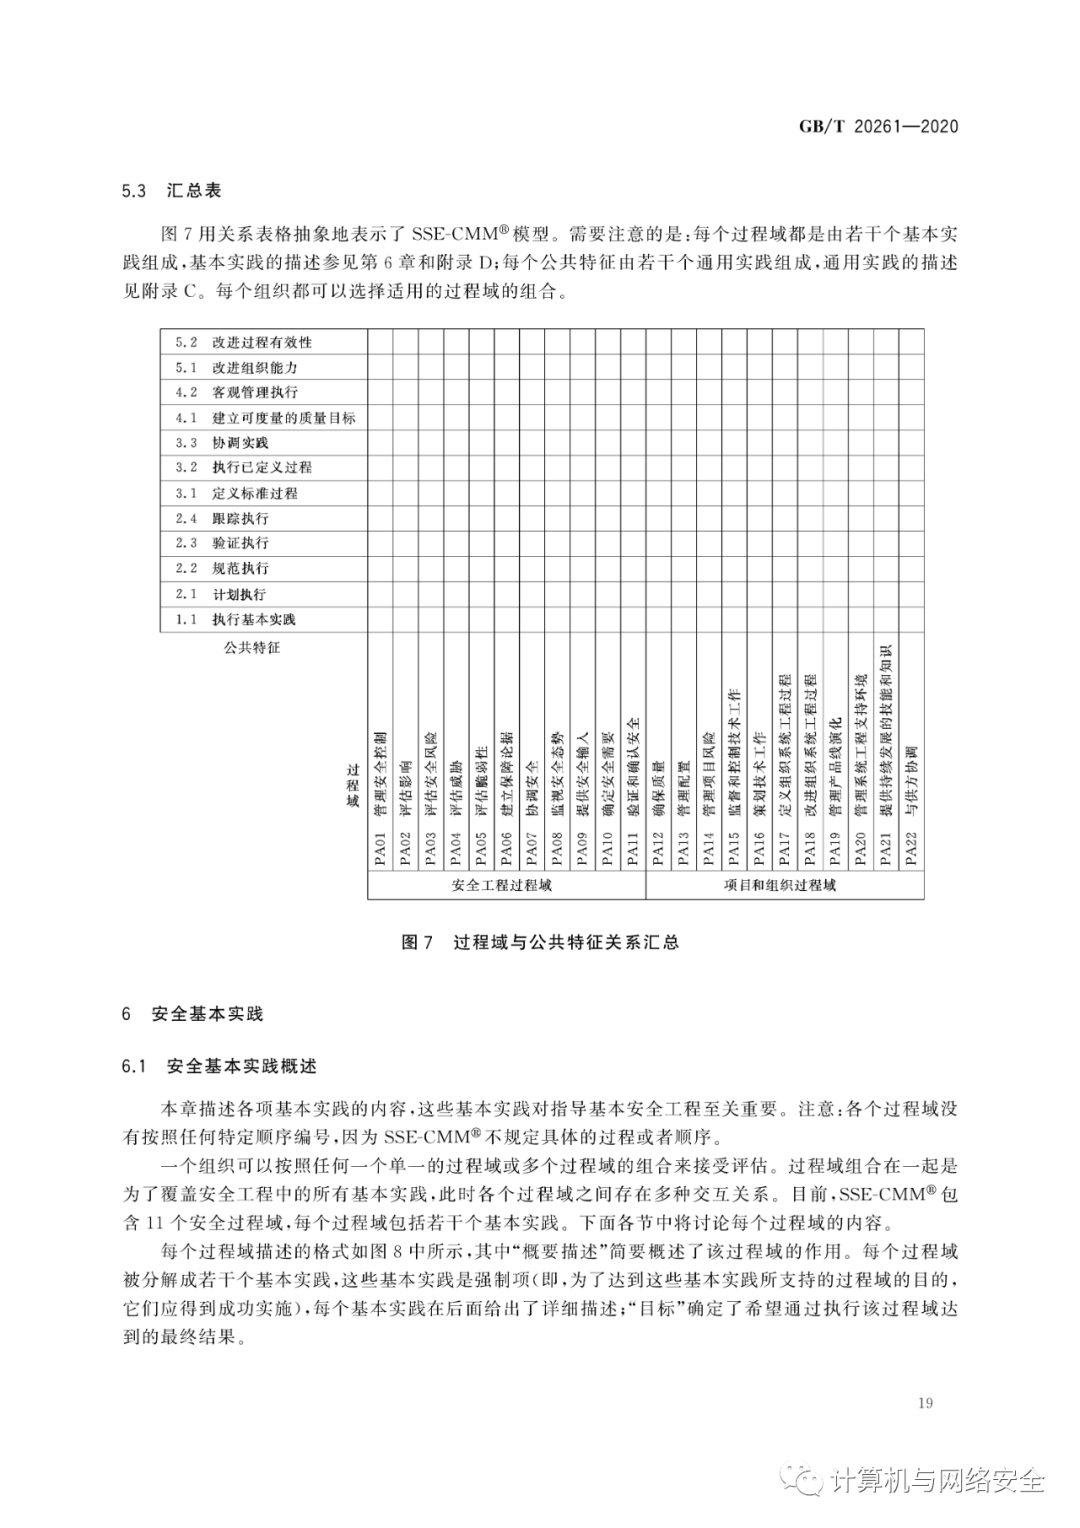 GB/T 20261—2020
5.3 汇总表
图 7 用关系表格抽象地表示了 SSE-CMM®模型。需要注意的是:每个过程域都是由若干个基本实
践组成,基本实践的描述参见第 6 章和附录 D;每个公共特征由若干个通用实践组成,通用实践的描述
见附录 C。每个组织都可以选择适用的过程域的组合。
5.2 改进过程有效性
5.1 改进组织能力
4.2 客观管理执行
4.1 建立可度量的质量目标
3.3 协调实践
3.2 执行已定义过程
3.1 定义标准过程
2.4 跟踪执行
2.3 验证执行
2.2 规范执行
2.1 计划执行
1.1 执行基本实践
公共特征
过程域
PA01 管理安全控制
PA02 评估影响
PA03 评估安全风险
PA04 评估威胁
PA05 评估脆弱性
PA06 建立保障论据
PA07 协调安全
PA08 监视安全态势
PA09 提供安全输入
PA10 确定安全需要
PA11 验证和确认安全
PA12 确保质量
PA13 管理配置
PA14 管理项目风险
PA15 监督和控制技术工作
PA16 策划技术工作
PA17 定义组织系统工程过程
PA18 改进组织系统工程过程
PA19 管理产品线演化
PA20 管理系统工程支持环境
PA21 提供持续发展的技能和知识
PA22 与供方协调
安全工程过程域
项目和组织过程域
图 7 过程域与公共特征关系汇总
6 安全基本实践
6.1 安全基本实践概述
本章描述各项基本实践的内容,这些基本实践对指导基本安全工程至关重要。注意:各个过程域没
有按照任何特定顺序编号,因为 SSE-CMM®不规定具体的过程或者顺序。
一个组织可以按照任何一个单一的过程域或多个过程域的组合来接受评估。过程域组合在一起是
为了覆盖安全工程中的所有基本实践,此时各个过程域之间存在多种交互关系。目前,SSE-CMM®包
含 11 个安全过程域,每个过程域包括若干个基本实践。下面各节中将讨论每个过程域的内容。
每个过程域描述的格式如图 8 中所示,其中“概要描述”简要概述了该过程域的作用。每个过程域
被分解成若干个基本实践,这些基本实践是强制项(即,为了达到这些基本实践所支持的过程域的目的,
它们应得到成功实施),每个基本实践在后面给出了详细描述;“目标”确定了希望通过执行该过程域达
到的最终结果。
19
计算机与网络安全